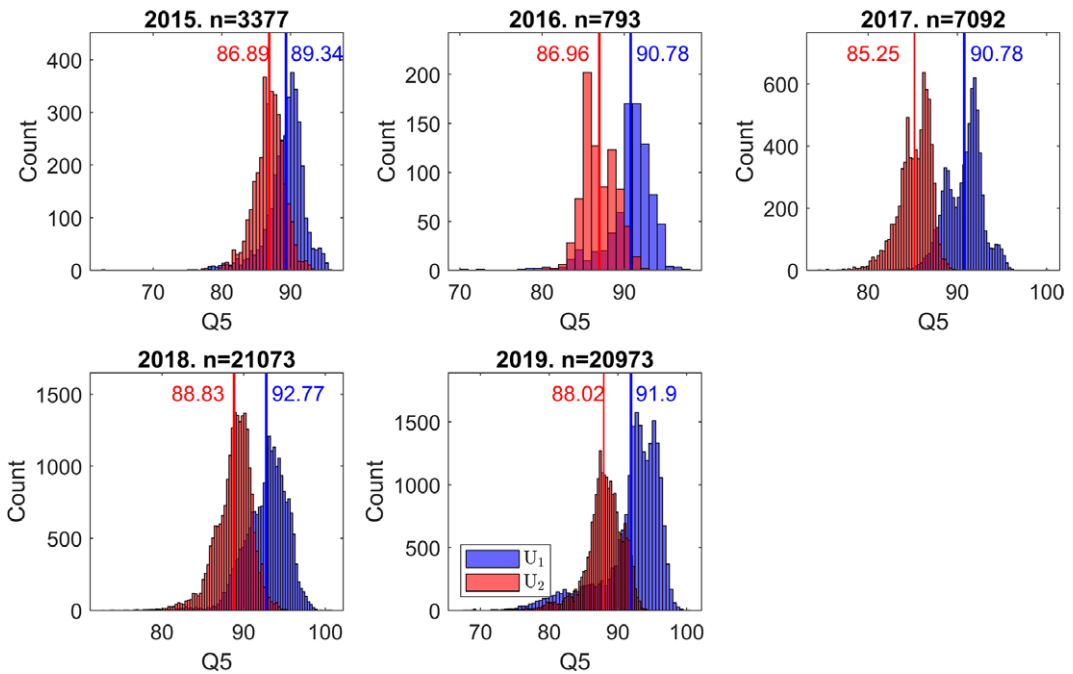 2015. n=3377
86.89 89.34
400
300
200
100
0
Count
70 80 90
Q5
2016. n=793
86.96 90.78
200
150
100
50
0
Count
70 80 90
Q5
2017. n=7092
85.25 90.78
600
400
200
0
Count
80 90 100
Q5
2018. n=21073
88.83 92.77
1500
1000
500
0
Count
80 90 100
Q5
2019. n=20973
88.02 91.9
1500
1000
500
0
Count
U₁
U₂
70 80 90 100
Q5